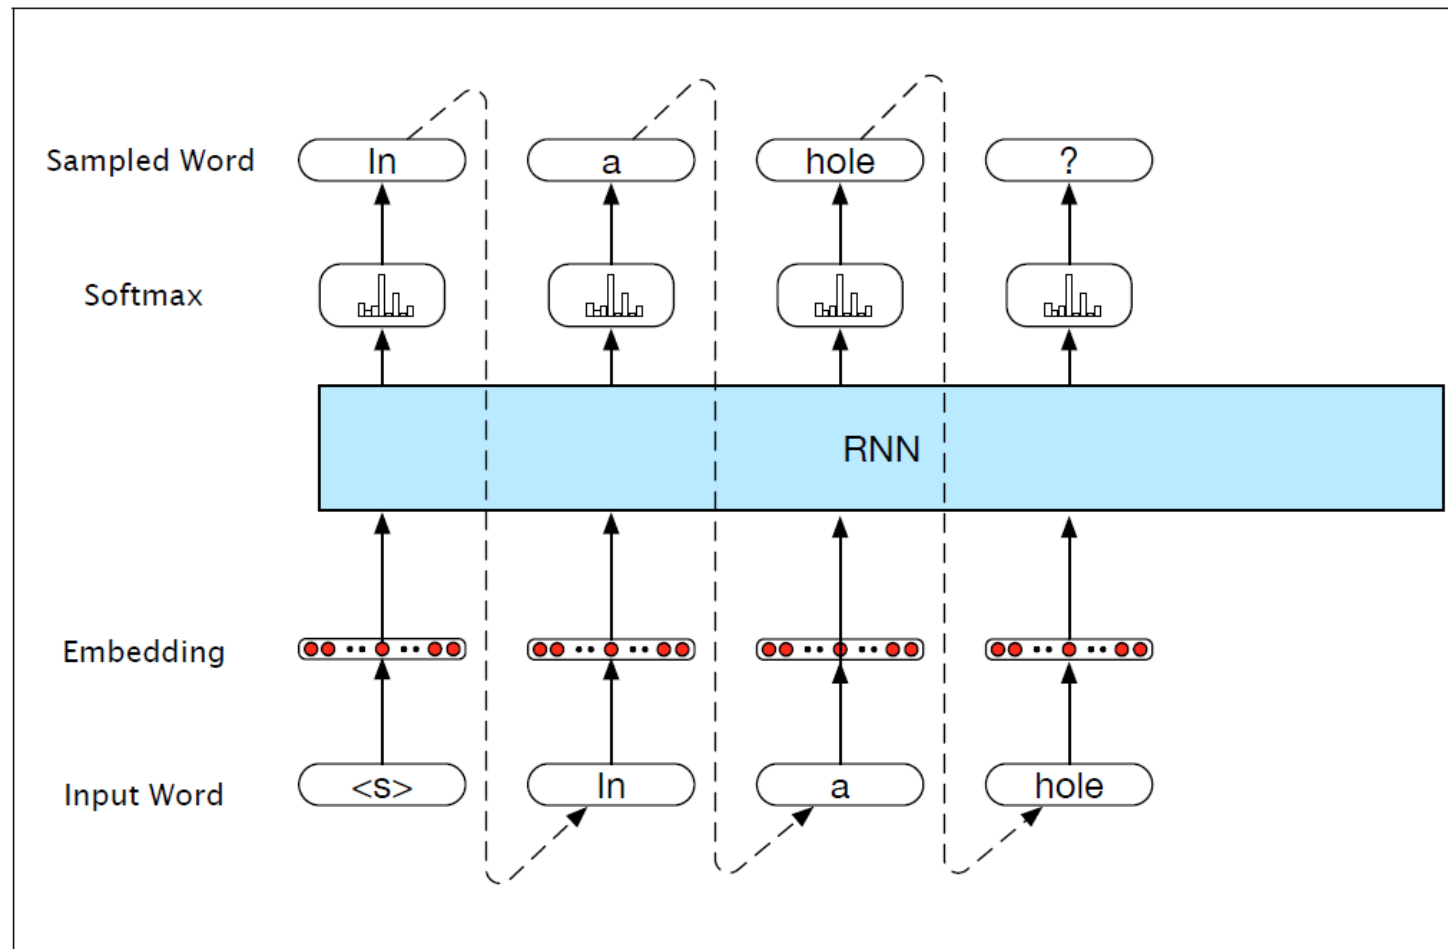 Sampled Word In a hole ?
Softmax
RNN
Embedding
Input Word <s> In a hole